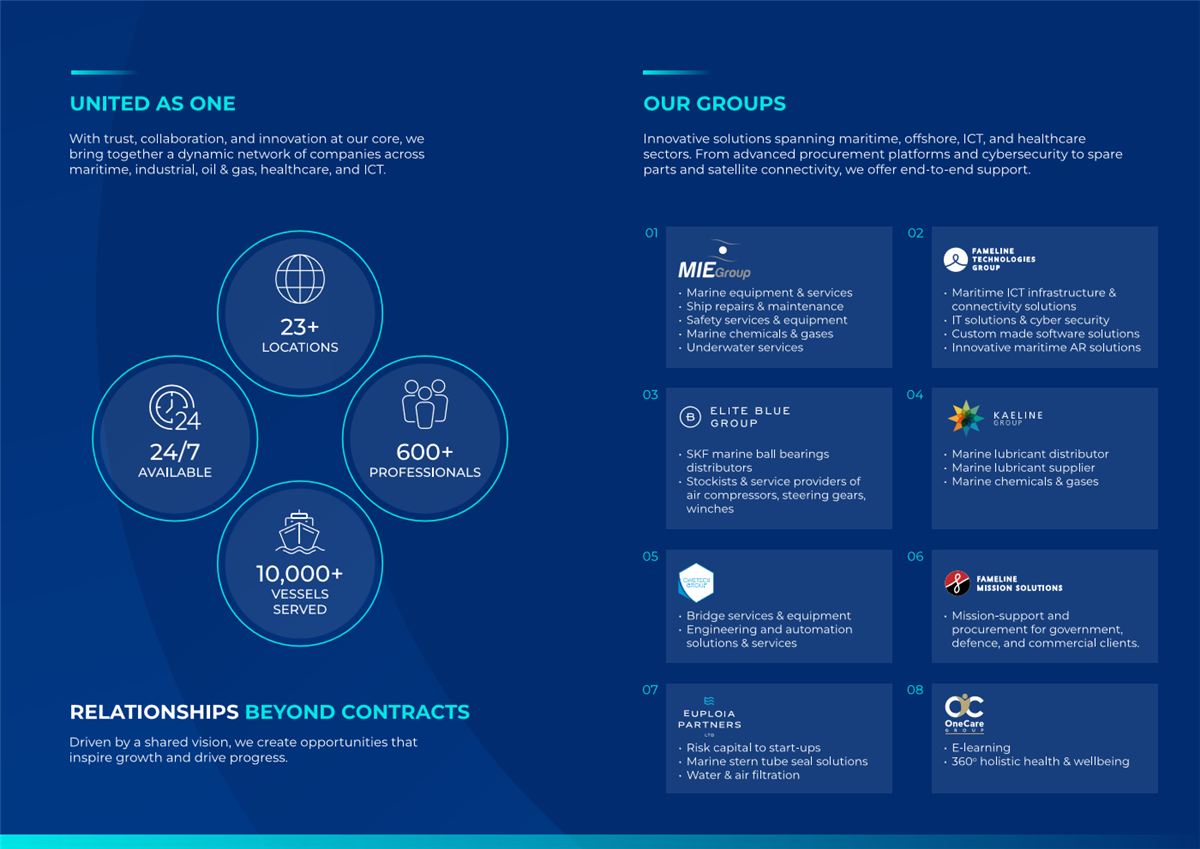 UNITED AS ONE
With trust, collaboration, and innovation at our core, we
bring together a dynamic network of companies across
maritime, industrial, oil & gas, healthcare, and ICT.
23+
LOCATIONS
24
24/7
AVAILABLE
600+
PROFESSIONALS
10,000+
VESSELS
SERVED
RELATIONSHIPS BEYOND CONTRACTS
Driven by a shared vision, we create opportunities that
inspire growth and drive progress.
OUR GROUPS
Innovative solutions spanning maritime, offshore, ICT, and healthcare
sectors. From advanced procurement platforms and cybersecurity to spare
parts and satellite connectivity, we offer end-to-end support.
01
MIE Group
• Marine equipment & services
• Ship repairs & maintenance
• Safety services & equipment
• Marine chemicals & gases
• Underwater services
02
FAMELINE
TECHNOLOGIES
GROUP
• Maritime ICT infrastructure &
connectivity solutions
• IT solutions & cyber security
• Custom made software solutions
• Innovative maritime AR solutions
03
B
ELITE BLUE
GROUP
• SKF marine ball bearings
distributors
• Stockists & service providers of
air compressors, steering gears,
winches
04
KAELINE
GROUP
• Marine lubricant distributor
• Marine lubricant supplier
• Marine chemicals & gases
05
GROUP
• Bridge services & equipment
• Engineering and automation
solutions & services
06
FAMELINE
MISSION SOLUTIONS
• Mission-support and
procurement for government,
defence, and commercial clients.
07
EUPLOIA
PARTNERS
LTD
• Risk capital to start-ups
• Marine stern tube seal solutions
• Water & air filtration
08
OC
OneCare
GROUP
• E-learning
• 360° holistic health & wellbeing